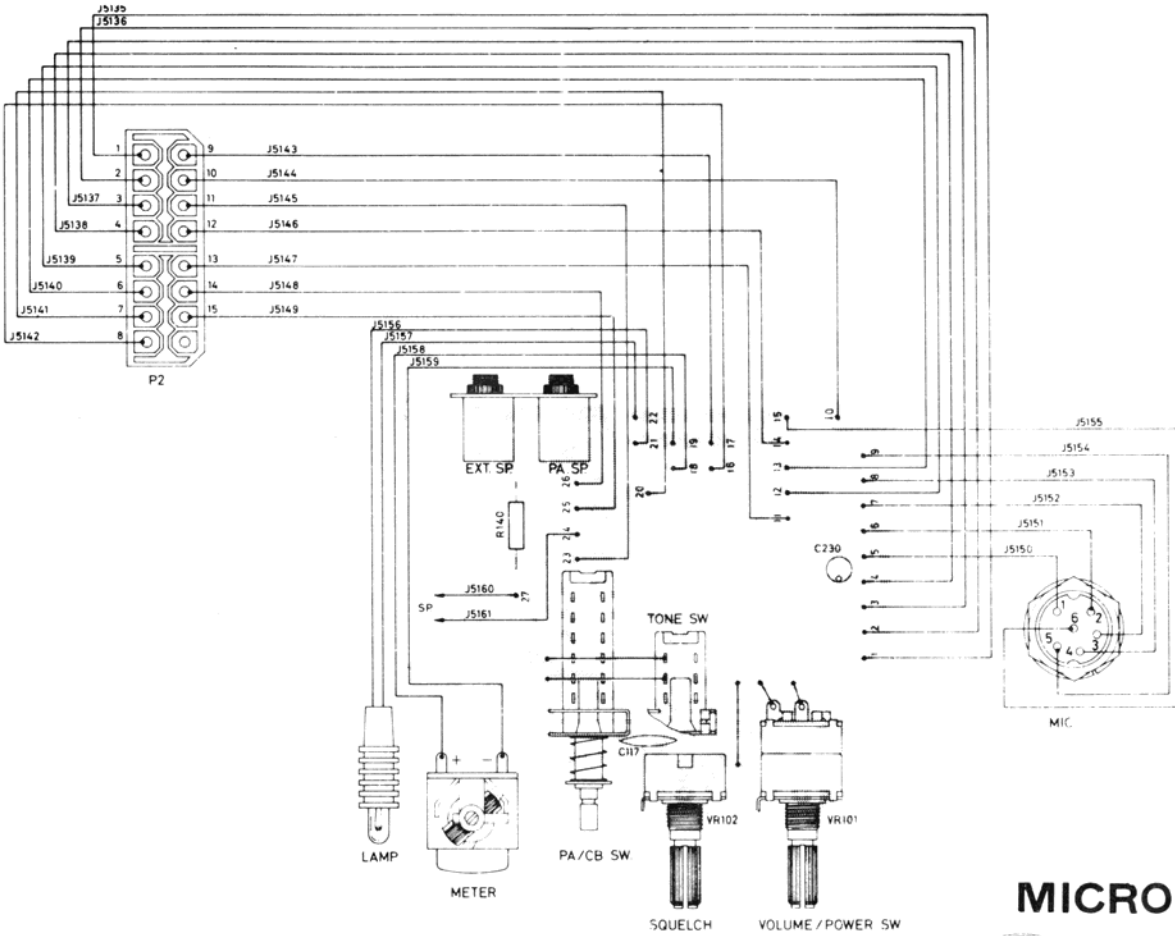 J5135
J5136
1 9 J5143
2 10 J5144
J5137 3 11 J5145
J5138 4 12 J5146
J5139 5 13 J5147
J5140 6 14 J5148
J5141 7 15 J5149
J5142 8
P2
J5156
J5157
J5158
J5159
EXT. SP. PA. SP.
R140
26
25
24
23
22
21
20
19
18
17
16
15
14
13
12
11
10
9
8
7
6
5
4
3
2
1
J5155
J5154
J5153
J5152
J5151
J5150
C230
1
2
3
4
5
6
MIC
J5160 27
SP
J5161
TONE SW
C117
+ -
VR102
VR101
LAMP
METER
PA/CB SW.
SQUELCH
VOLUME / POWER SW
MICRO